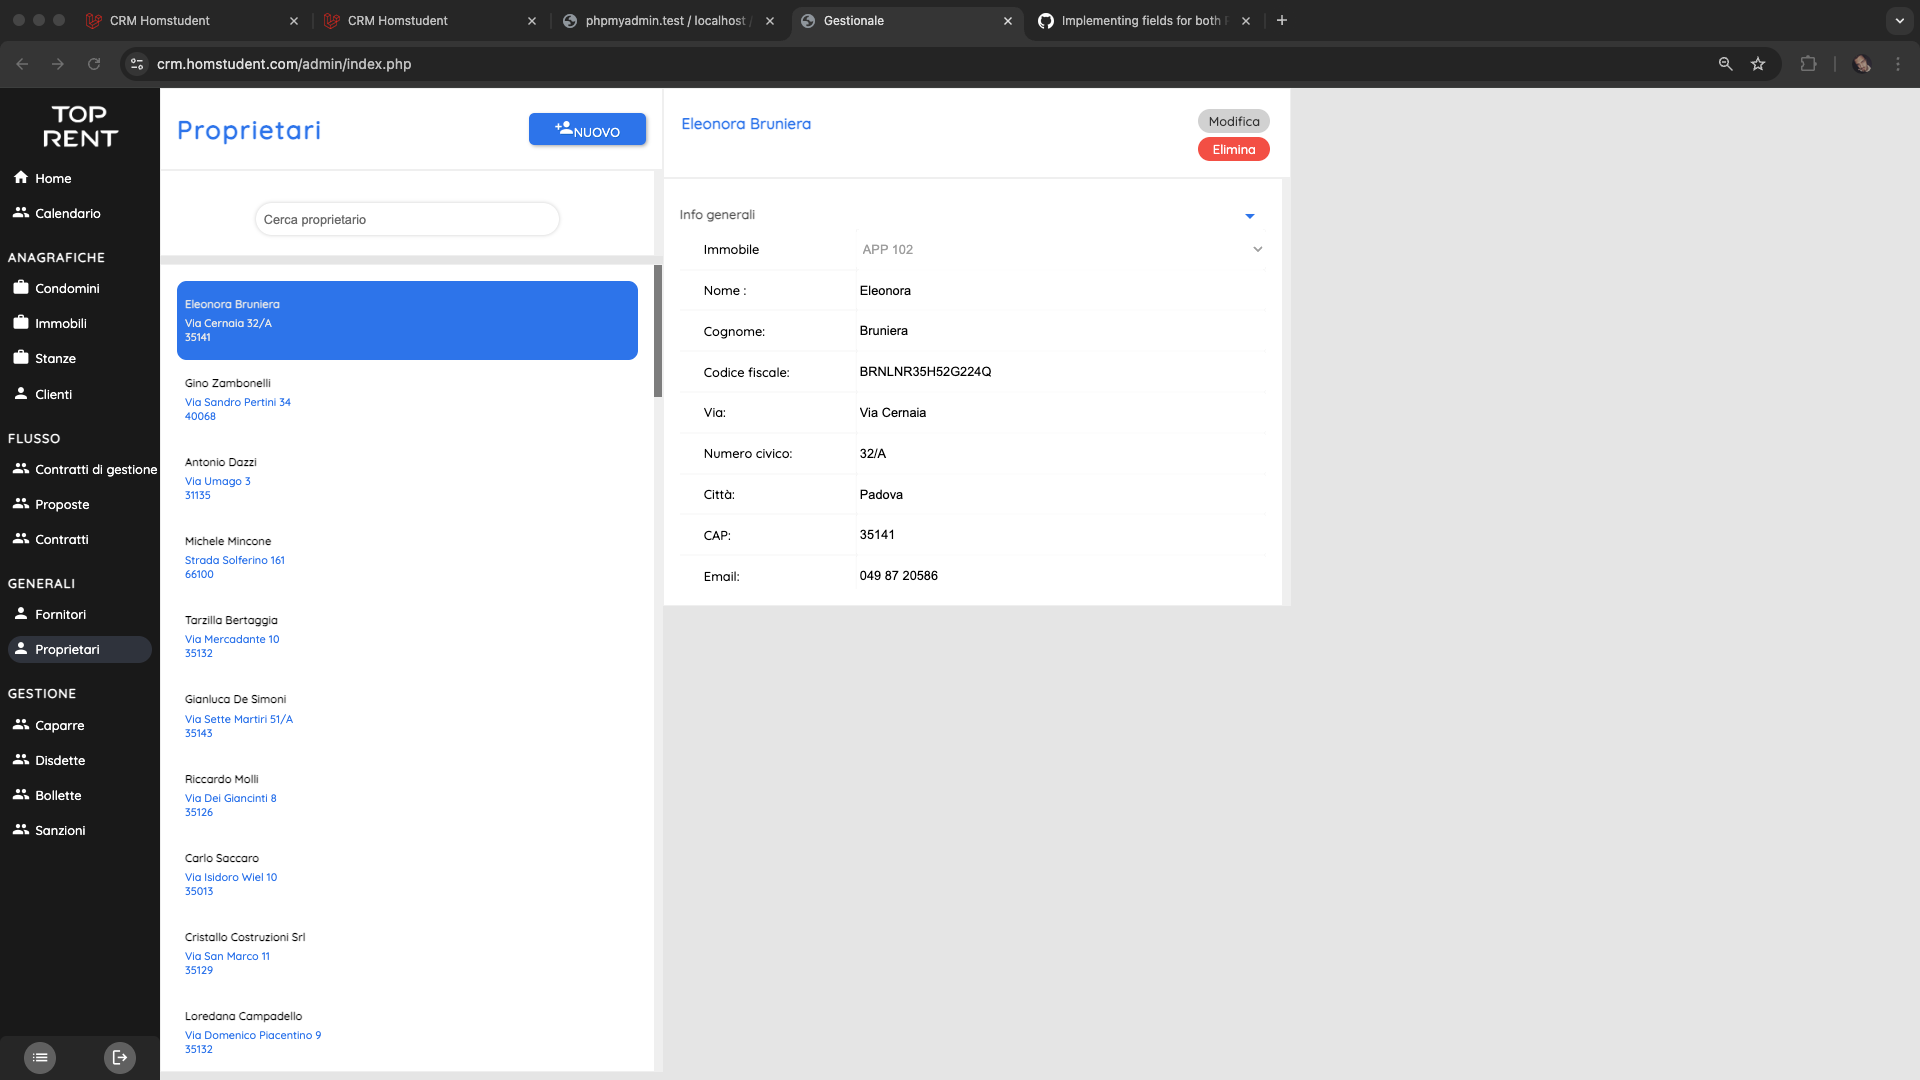 CRM Homstudent
CRM Homstudent
phpmyadmin.test / localhost /
Gestionale
Implementing fields for both
crm.homstudent.com/admin/index.php
TOP
RENT
Home
Calendario
ANAGRAFICHE
Condomini
Immobili
Stanze
Clienti
FLUSSO
Contratti di gestione
Proposte
Contratti
GENERALI
Fornitori
Proprietari
GESTIONE
Caparre
Disdette
Bollette
Sanzioni
Proprietari
NUOVO
Cerca proprietario
Eleonora Bruniera
Via Cernaia 32/A
35141
Gino Zambonelli
Via Sandro Pertini 34
40068
Antonio Dazzi
Via Umago 3
31135
Michele Mincone
Strada Solferino 161
66100
Tarzilla Bertaggia
Via Mercadante 10
35132
Gianluca De Simoni
Via Sette Martiri 51/A
35143
Riccardo Molli
Via Dei Giancinti 8
35126
Carlo Saccaro
Via Isidoro Wiel 10
35013
Cristallo Costruzioni Srl
Via San Marco 11
35129
Loredana Campadello
Via Domenico Piacentino 9
35132
Eleonora Bruniera
Modifica
Elimina
Info generali
Immobile APP 102
Nome : Eleonora
Cognome: Bruniera
Codice fiscale: BRNLNR35H52G224Q
Via: Via Cernaia
Numero civico: 32/A
Città: Padova
CAP: 35141
Email: 049 87 20586